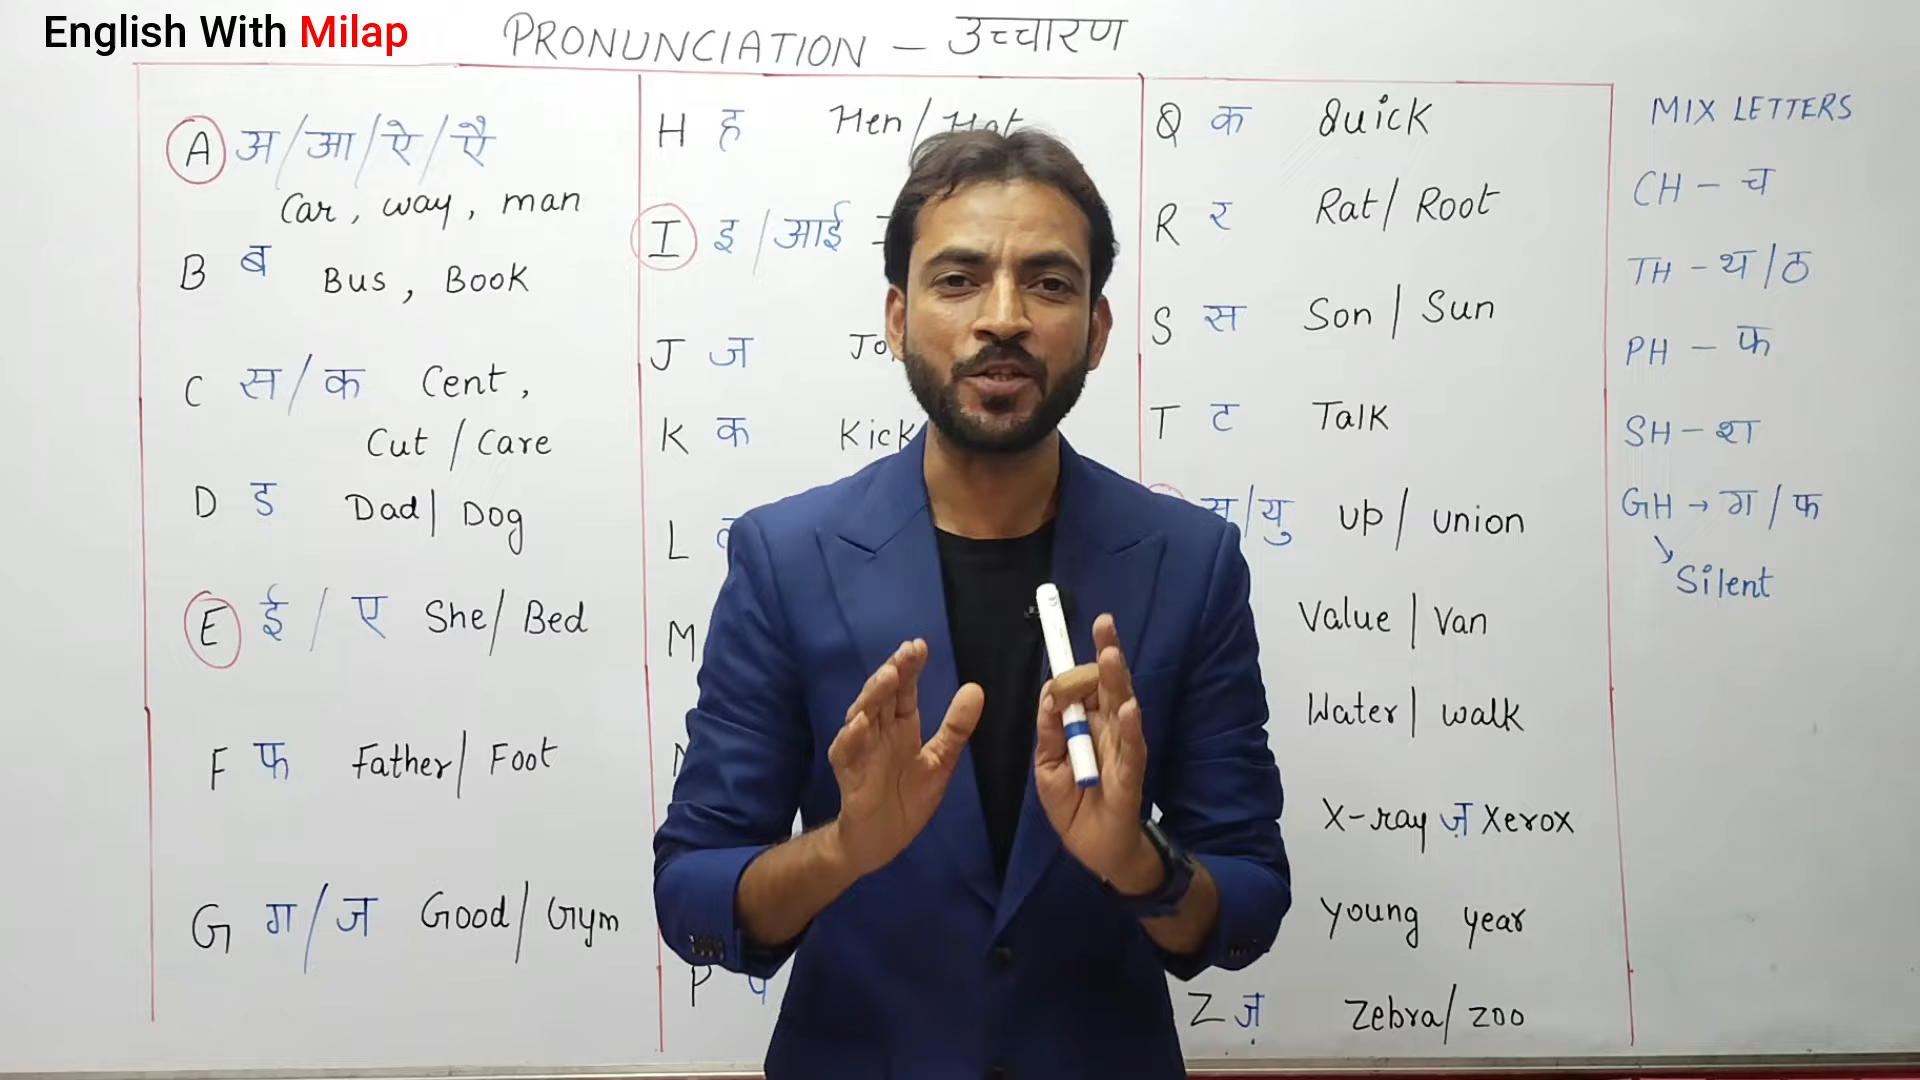 English With Milap
PRONUNCIATION – उच्चारण
A अ/आ/ऐ/ऐ
Car, way, man
B ब Bus, Book
C स/क Cent,
Cut / Care
D ड Dad| Dog
E ई / ए She/ Bed
F फ Father/ Foot
G ग/ज Good/ Gym
H ह Hen/ Hot
I इ /आई
J ज
K क Kick
L
M
P प
Q क Quick
R र Rat/ Root
S स Son | Sun
T ट Talk
यु up/ union
Value | Van
Water| walk
X-ray ज़ Xerox
young year
Z ज़ Zebra/ zoo
MIX LETTERS
CH – च
TH – थ/ठ
PH – फ
SH – श
GH → ग / फ
↘ Silent